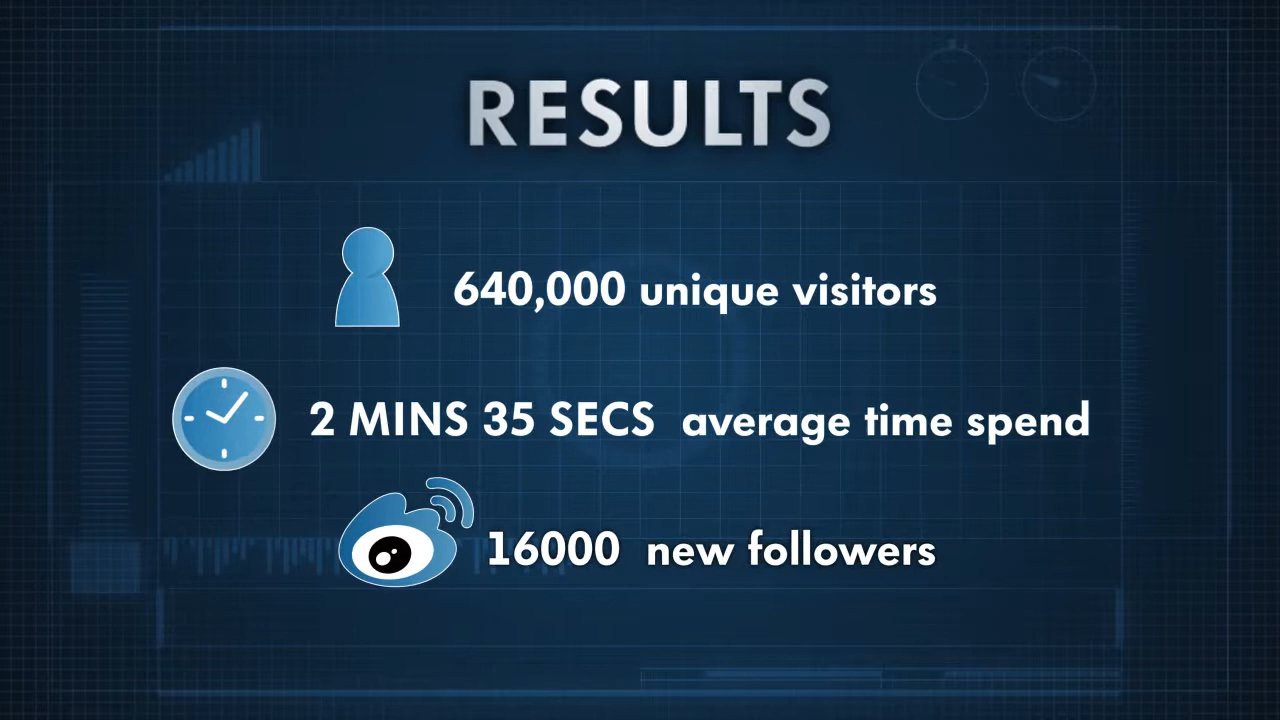 RESULTS
640,000 unique visitors
2 MINS 35 SECS average time spend
16000 new followers